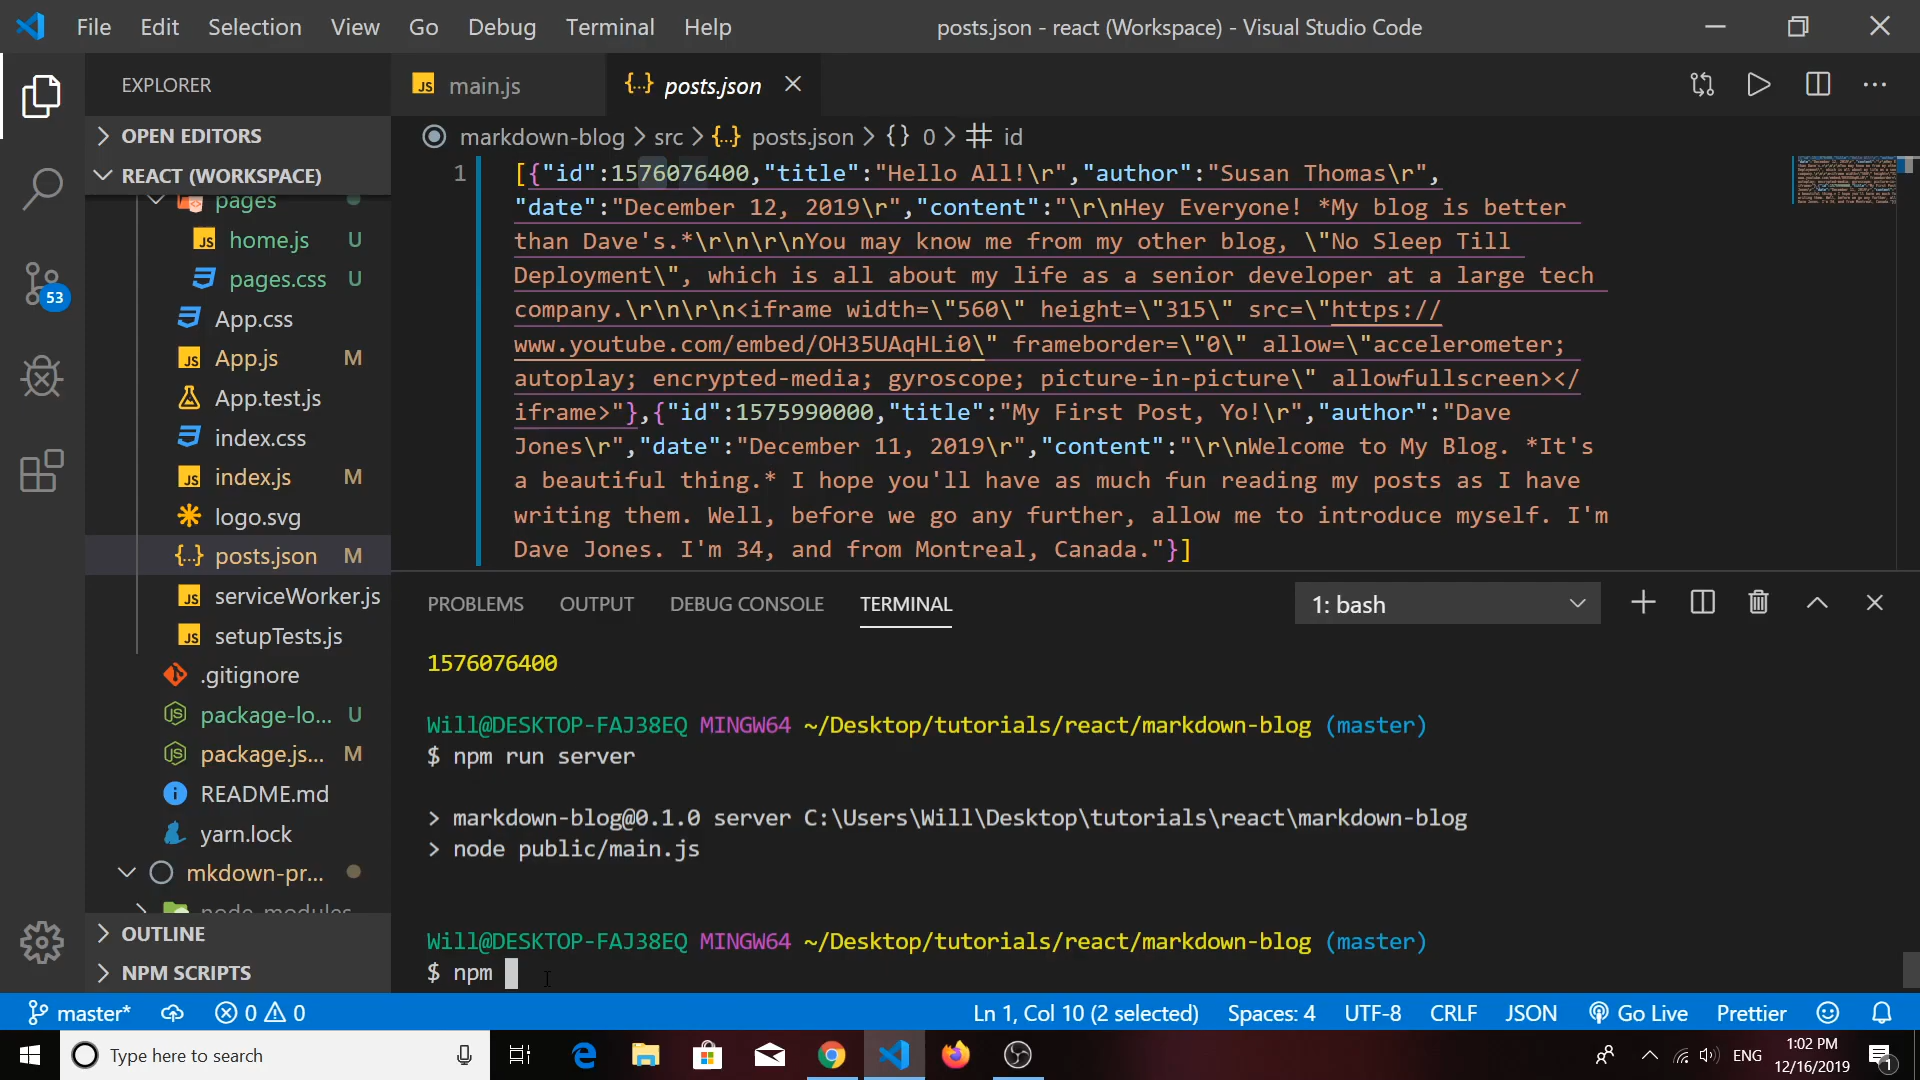 File Edit Selection View Go Debug Terminal Help
posts.json - react (Workspace) - Visual Studio Code
EXPLORER
OPEN EDITORS
REACT (WORKSPACE)
pages
JS home.js U
pages.css U
App.css
JS App.js M
App.test.js
index.css
JS index.js M
logo.svg
{..} posts.json M
JS serviceWorker.js
JS setupTests.js
.gitignore
package-lo... U
package.js... M
README.md
yarn.lock
mkdown-pr...
node_modules
OUTLINE
NPM SCRIPTS
53
JS main.js
{..} posts.json
markdown-blog > src > {..} posts.json > {} 0 > # id
1 [{"id":1576076400,"title":"Hello All!\r","author":"Susan Thomas\r",
"date":"December 12, 2019\r","content":"\r\nHey Everyone! *My blog is better
than Dave's.*\r\n\r\nYou may know me from my other blog, \"No Sleep Till
Deployment\", which is all about my life as a senior developer at a large tech
company.\r\n\r\n<iframe width=\"560\" height=\"315\" src=\"https://
www.youtube.com/embed/OH35UAqHLi0\" frameborder=\"0\" allow=\"accelerometer;
autoplay; encrypted-media; gyroscope; picture-in-picture\" allowfullscreen></
iframe>"},{"id":1575990000,"title":"My First Post, Yo!\r","author":"Dave
Jones\r","date":"December 11, 2019\r","content":"\r\nWelcome to My Blog. *It's
a beautiful thing.* I hope you'll have as much fun reading my posts as I have
writing them. Well, before we go any further, allow me to introduce myself. I'm
Dave Jones. I'm 34, and from Montreal, Canada."}]
PROBLEMS OUTPUT DEBUG CONSOLE TERMINAL
1: bash
1576076400
Will@DESKTOP-FAJ38EQ MINGW64 ~/Desktop/tutorials/react/markdown-blog (master)
$ npm run server
> markdown-blog@0.1.0 server C:\Users\Will\Desktop\tutorials\react\markdown-blog
> node public/main.js
Will@DESKTOP-FAJ38EQ MINGW64 ~/Desktop/tutorials/react/markdown-blog (master)
$ npm
master* 0 0
Ln 1, Col 10 (2 selected) Spaces: 4 UTF-8 CRLF JSON Go Live Prettier
Type here to search
ENG
1:02 PM
12/16/2019
1